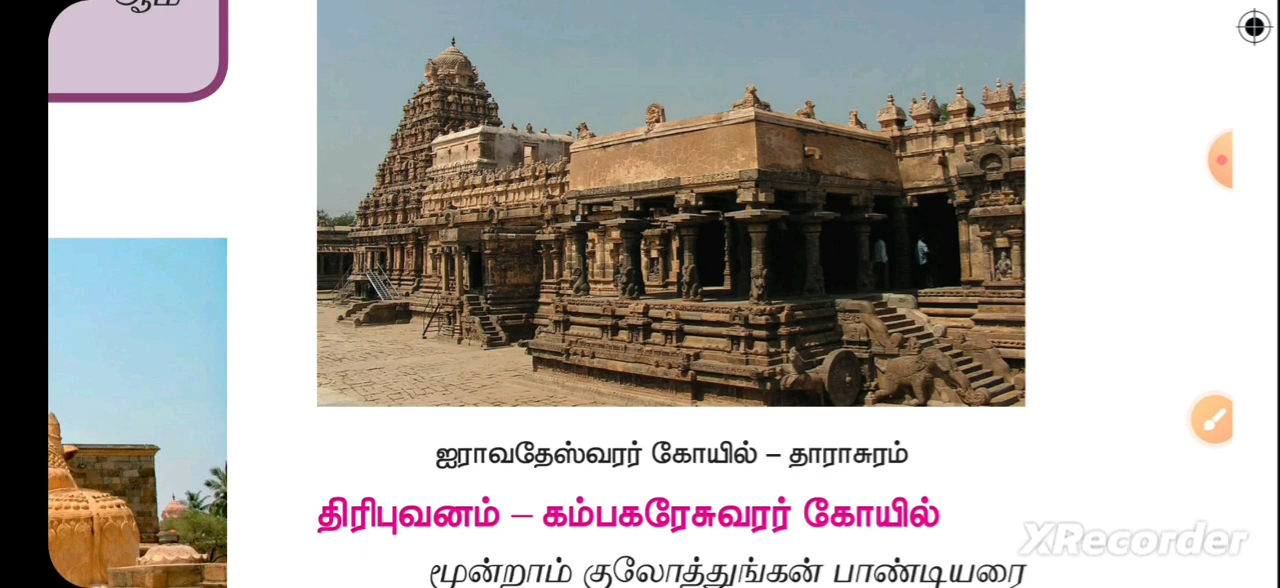 ஐராவதேஸ்வரர் கோயில் – தாராசுரம்
திரிபுவனம் – கம்பகரேசுவரர் கோயில்
மூன்றாம் குலோத்துங்கன் பாண்டியரை
XRecorder